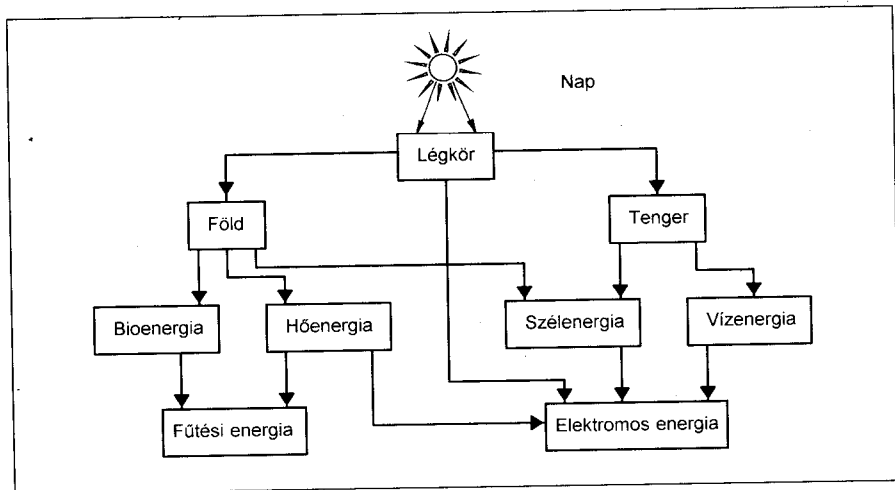 Nap
Légkör
Föld
Tenger
Bioenergia
Hőenergia
Szélenergia
Vízenergia
Fűtési energia
Elektromos energia